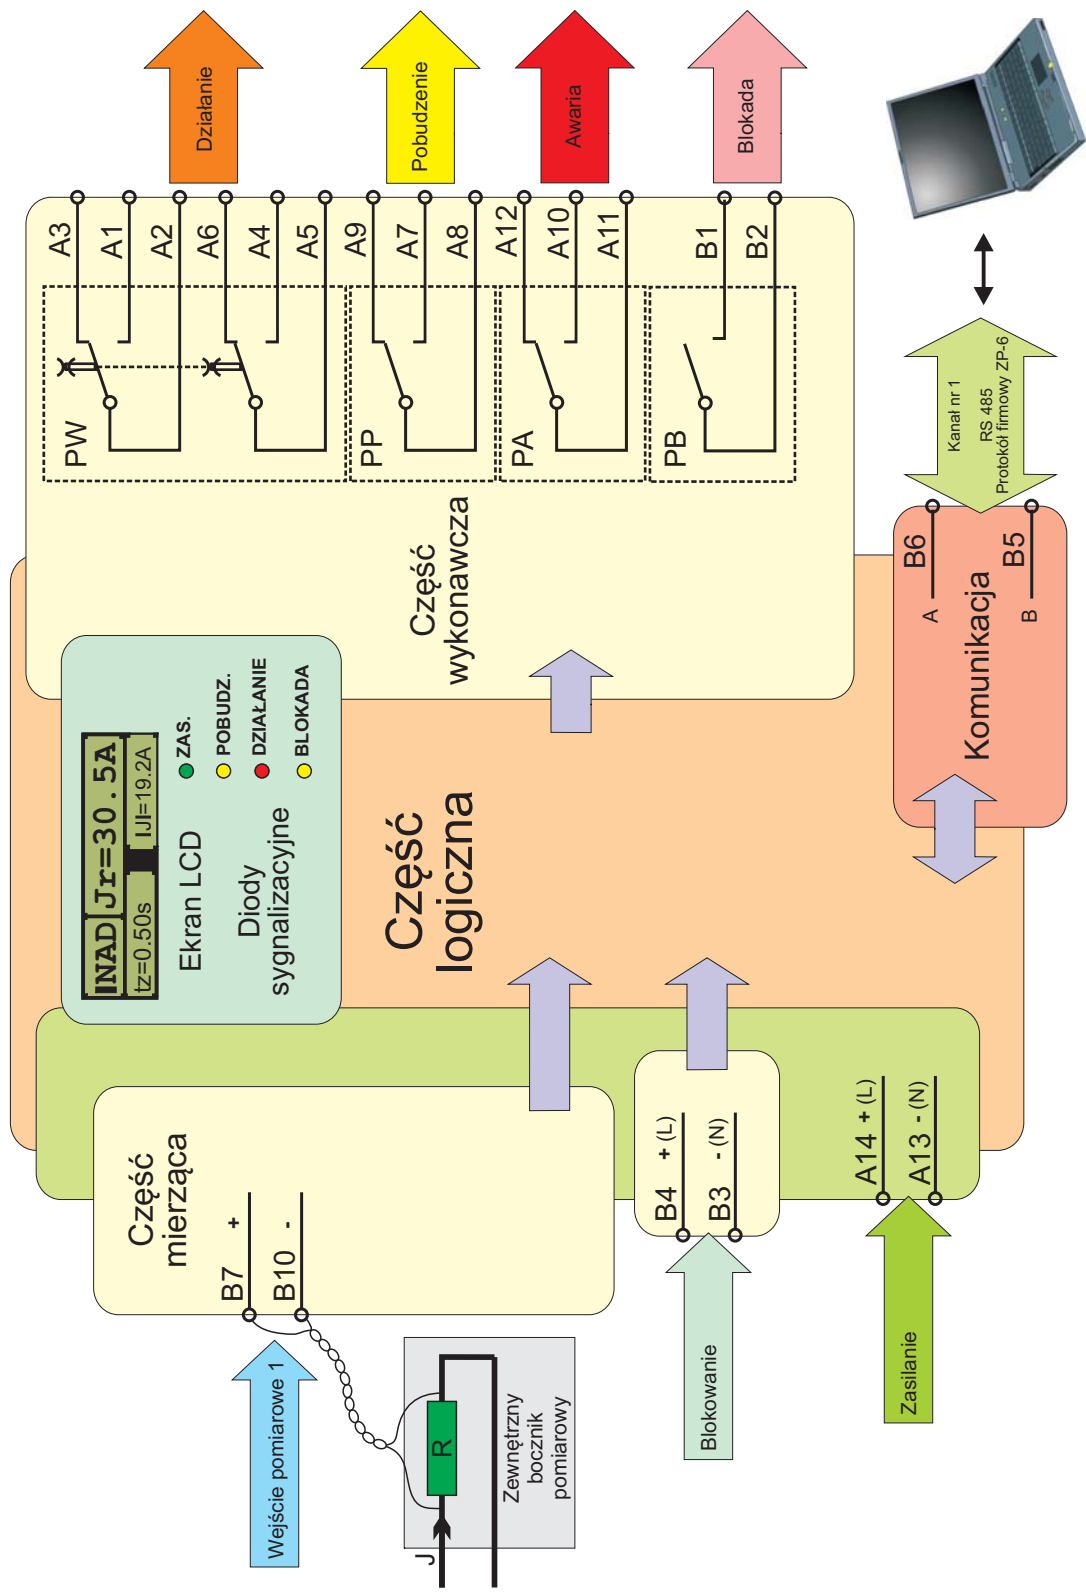 Wejście pomiarowe 1
J
R
Zewnętrzny
bocznik
pomiarowy
Blokowanie
Zasilanie
Część
mierząca
B7 +
B10 -
B4 +(L)
B3 -(N)
A14 +(L)
A13 -(N)
INAD Jr=30.5A
tz=0.50s IJI=19.2A
Ekran LCD
Diody
sygnalizacyjne
ZAS.
POBUDZ.
DZIAŁANIE
BLOKADA
Część
logiczna
Część
wykonawcza
PW
PP
PA
PB
A3
A1
A2
A6
A4
A5
A9
A7
A8
A12
A10
A11
B1
B2
Działanie
Pobudzenie
Awaria
Blokada
Komunikacja
A
B6
B
B5
Kanał nr 1
RS 485
Protokół firmowy ZP-6